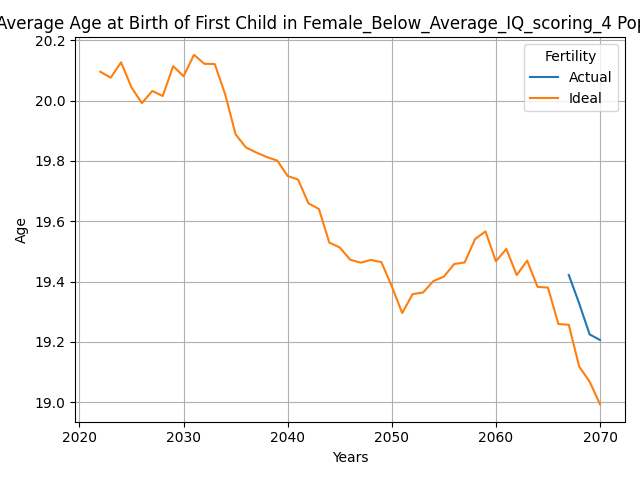 Average Age at Birth of First Child in Female_Below_Average_IQ_scoring_4
Fertility
Actual
Ideal
20.2
20.0
19.8
19.6
19.4
19.2
19.0
Age
2020 2030 2040 2050 2060 2070
Years